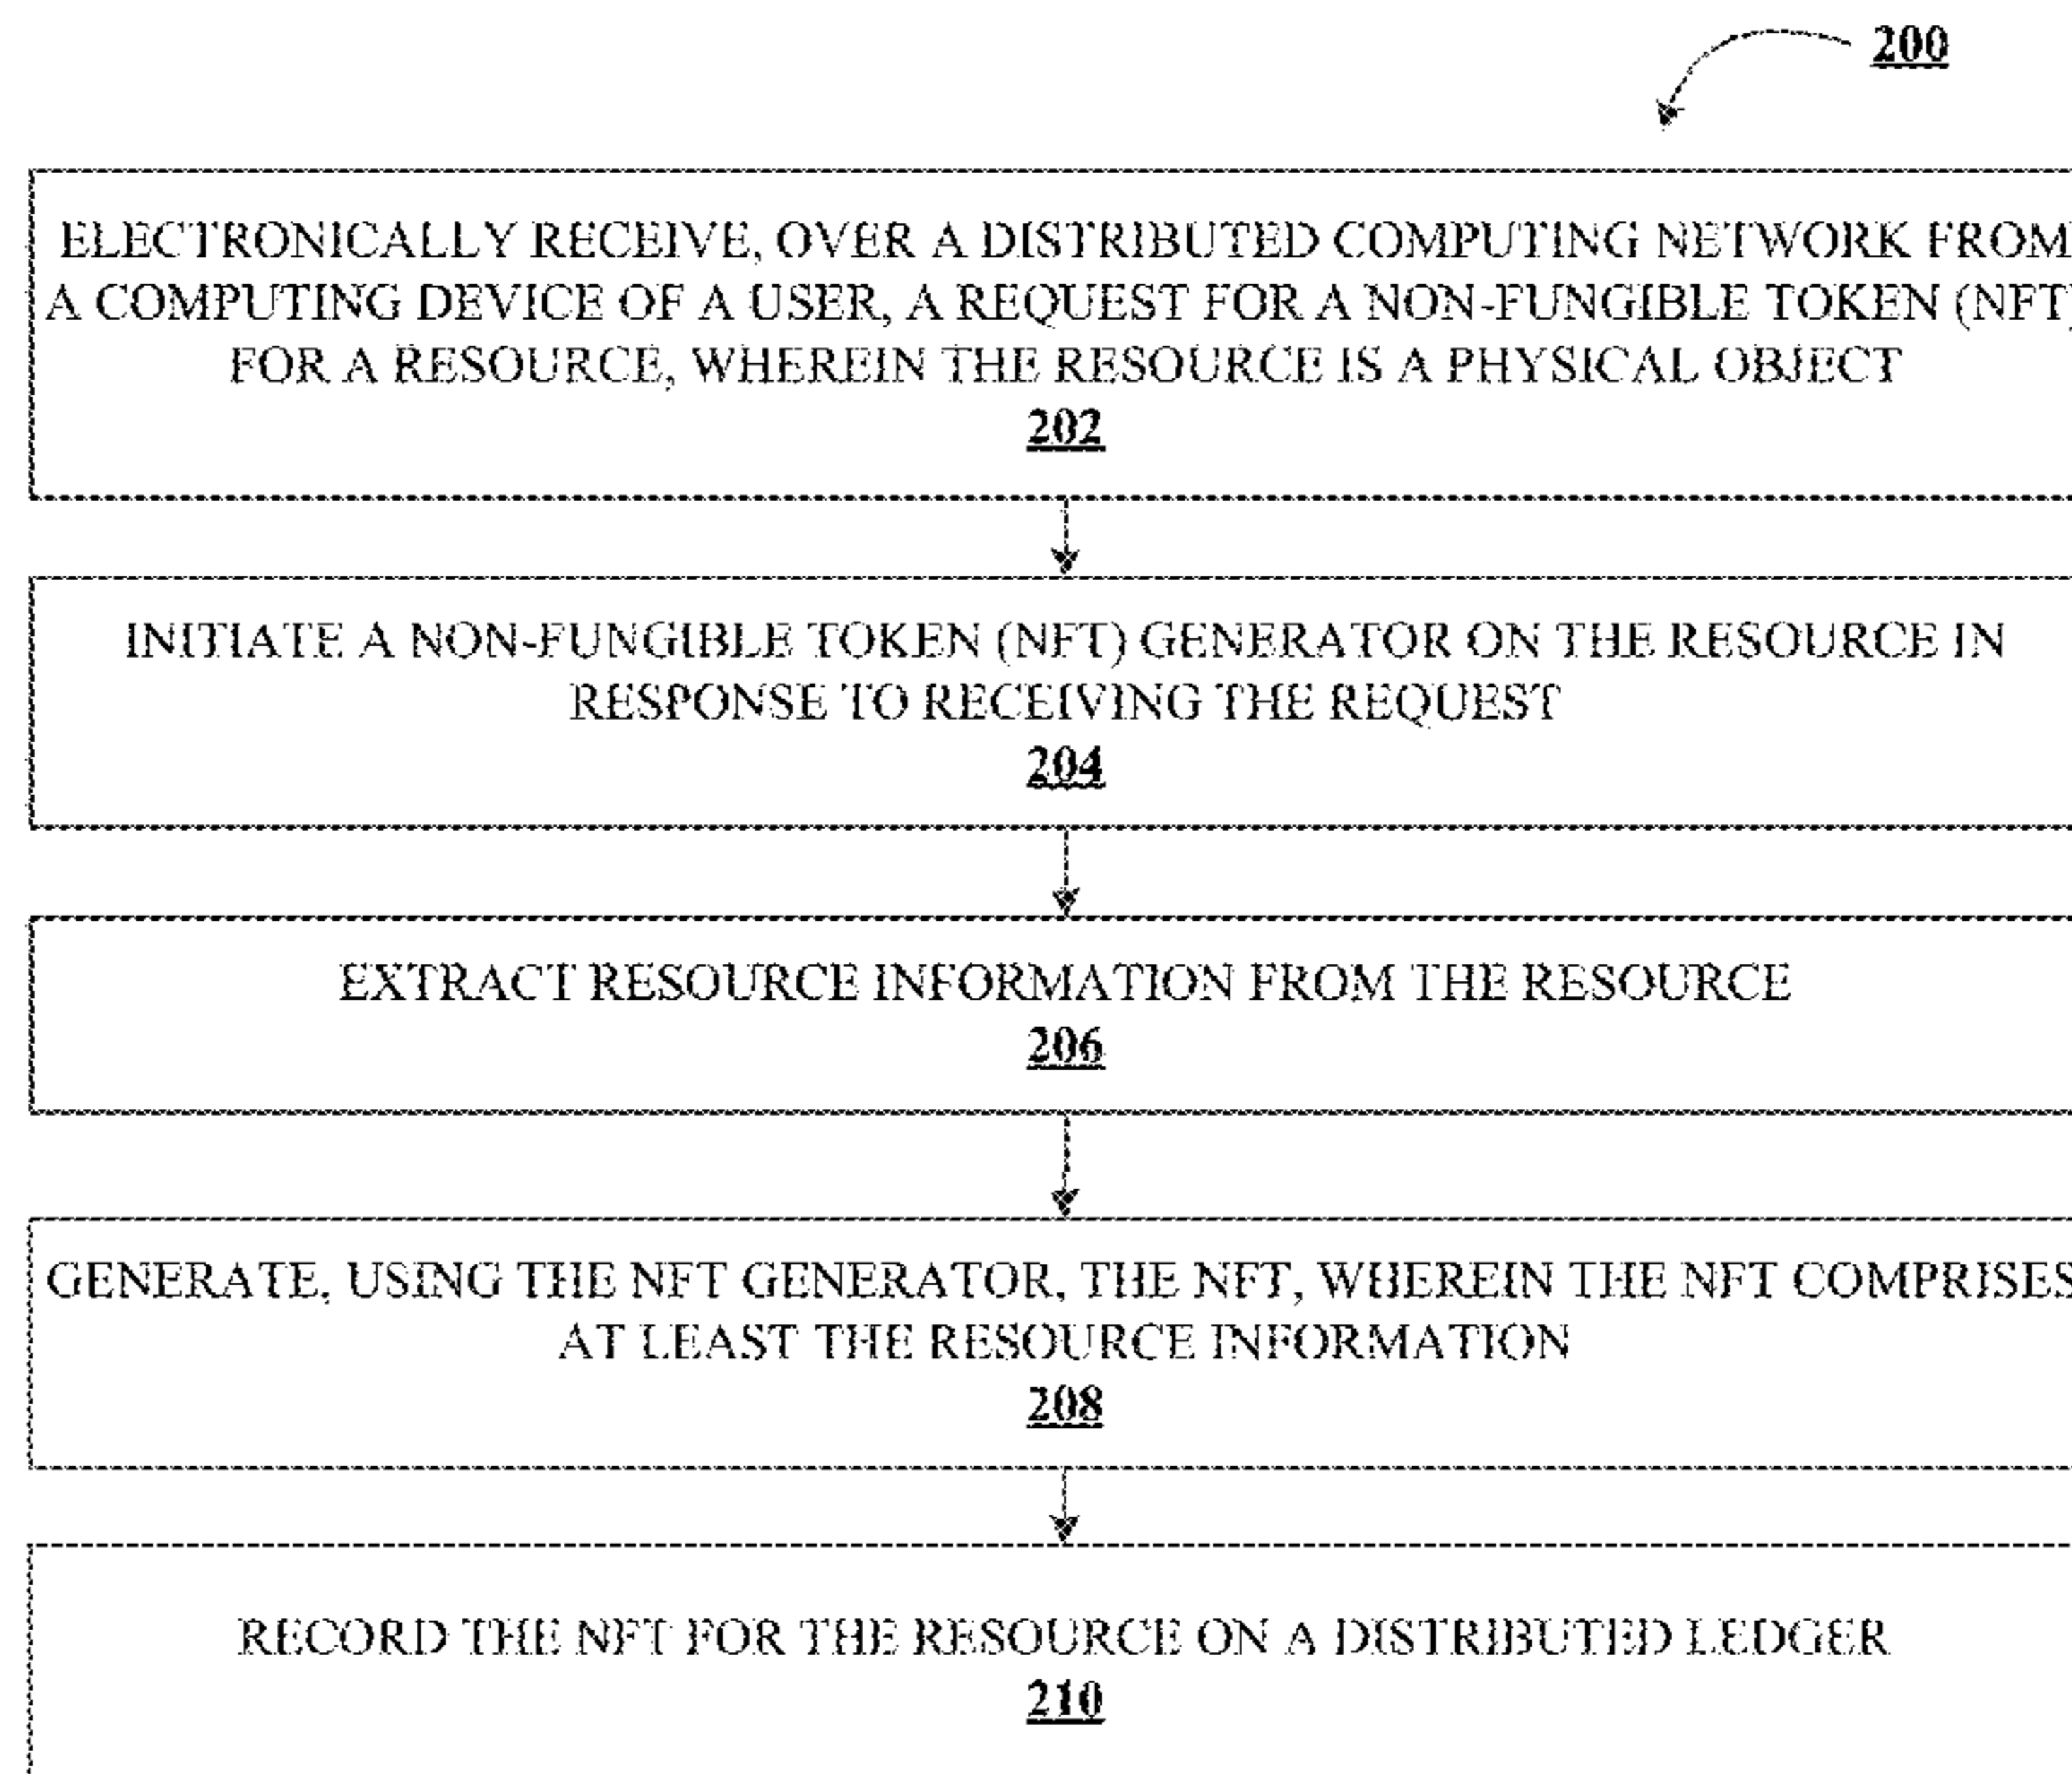 200
ELECTRONICALLY RECEIVE, OVER A DISTRIBUTED COMPUTING NETWORK FROM
A COMPUTING DEVICE OF A USER, A REQUEST FOR A NON-FUNGIBLE TOKEN (NFT)
FOR A RESOURCE, WHEREIN THE RESOURCE IS A PHYSICAL OBJECT
202
INITIATE A NON-FUNGIBLE TOKEN (NFT) GENERATOR ON THE RESOURCE IN
RESPONSE TO RECEIVING THE REQUEST
204
EXTRACT RESOURCE INFORMATION FROM THE RESOURCE
206
GENERATE, USING THE NFT GENERATOR, THE NFT, WHEREIN THE NFT COMPRISES
AT LEAST THE RESOURCE INFORMATION
208
RECORD THE NFT FOR THE RESOURCE ON A DISTRIBUTED LEDGER
210